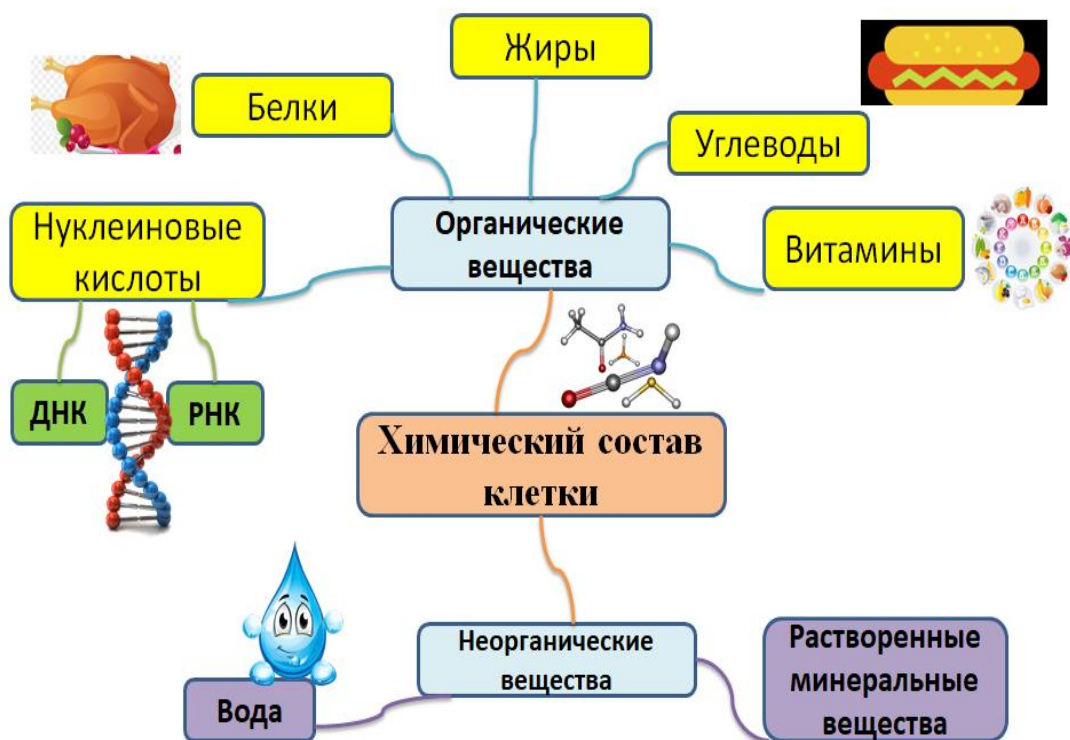 Жиры
Белки
Углеводы
Органические
вещества
Нуклеиновые
кислоты
Витамины
ДНК
РНК
Химический состав
клетки
Неорганические
вещества
Растворенные
минеральные
вещества
Вода